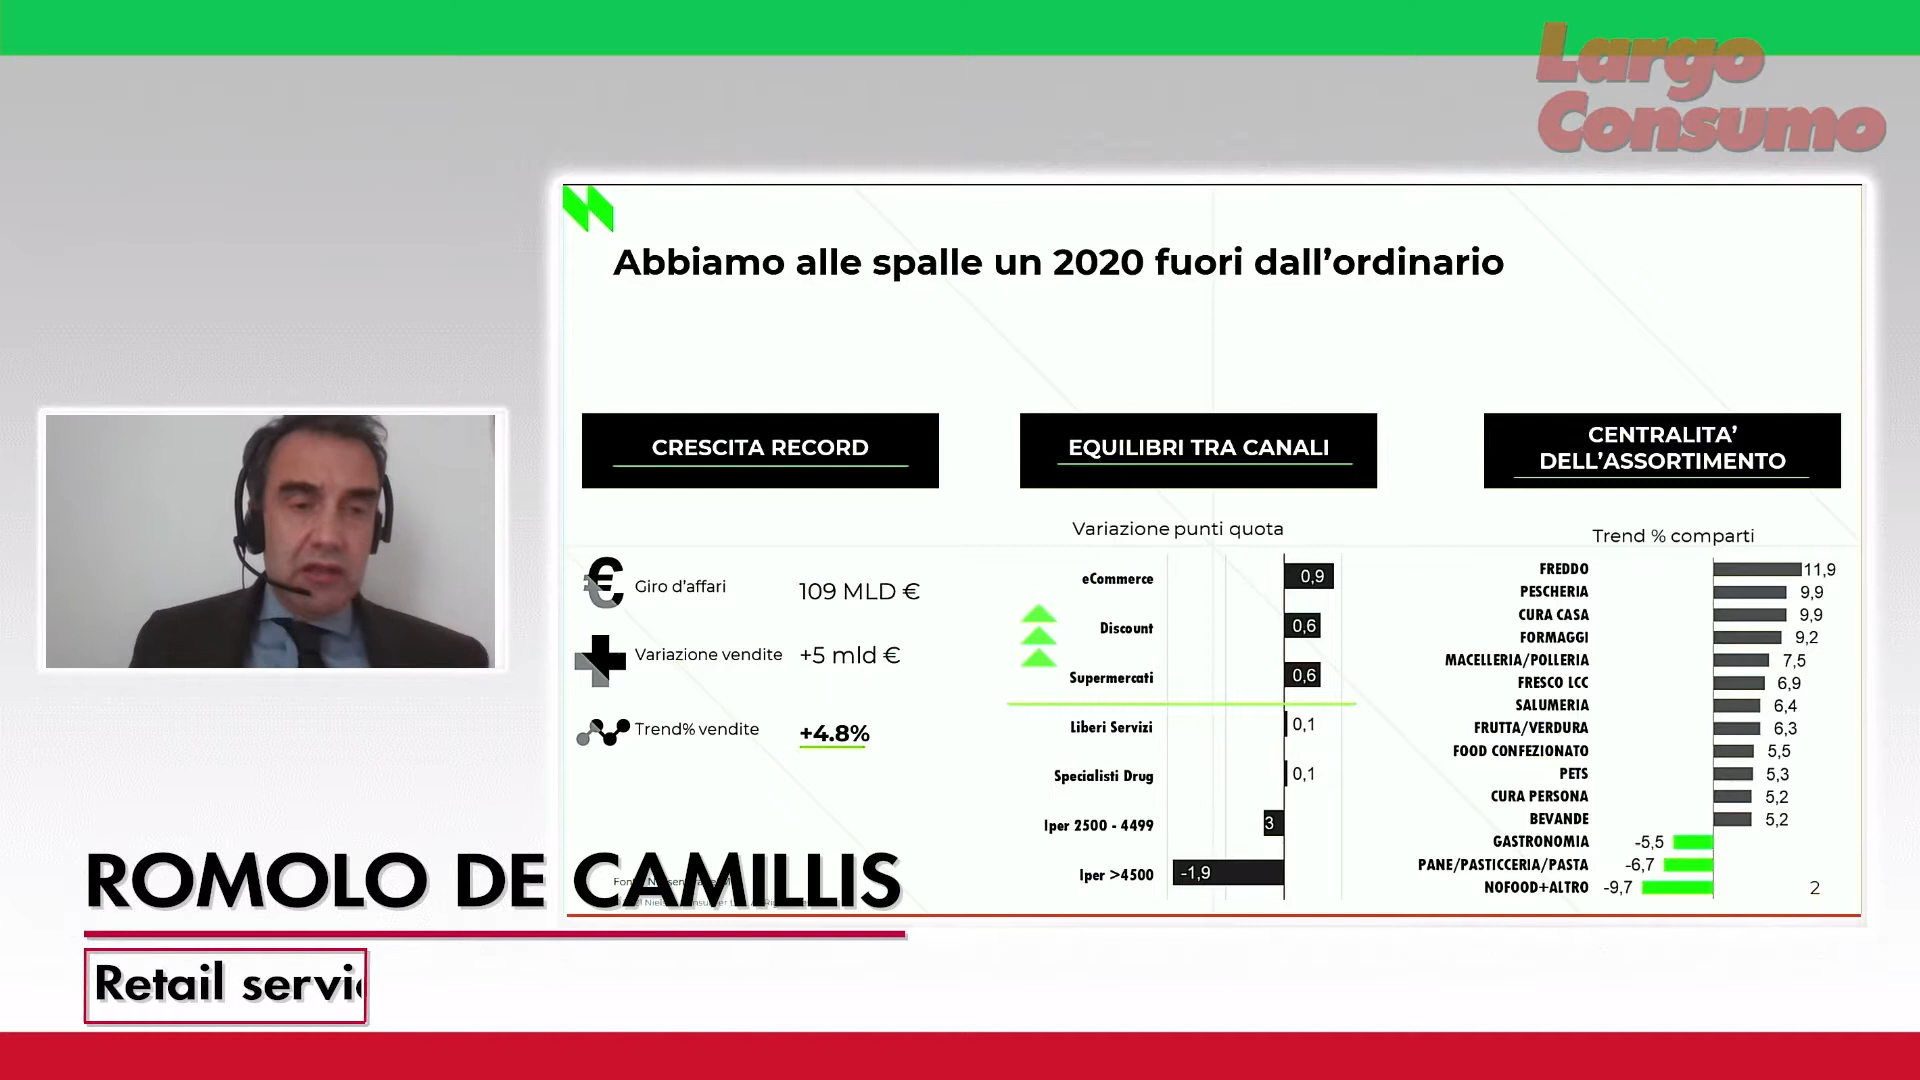 Largo
Consumo
Abbiamo alle spalle un 2020 fuori dall’ordinario
CRESCITA RECORD
Giro d’affari 109 MLD €
Variazione vendite +5 mld €
Trend% vendite +4.8%
EQUILIBRI TRA CANALI
Variazione punti quota
eCommerce 0,9
Discount 0,6
Supermercati 0,6
Liberi Servizi 0,1
Specialisti Drug 0,1
Iper 2500 - 4499 3
Iper >4500 -1,9
CENTRALITA’
DELL’ASSORTIMENTO
Trend % comparti
FREDDO 11,9
PESCHERIA 9,9
CURA CASA 9,9
FORMAGGI 9,2
MACELLERIA/POLLERIA 7,5
FRESCO LCC 6,9
SALUMERIA 6,4
FRUTTA/VERDURA 6,3
FOOD CONFEZIONATO 5,5
PETS 5,3
CURA PERSONA 5,2
BEVANDE 5,2
GASTRONOMIA -5,5
PANE/PASTICCERIA/PASTA -6,7
NOFOOD+ALTRO -9,7
2
ROMOLO DE CAMILLIS
Retail servi